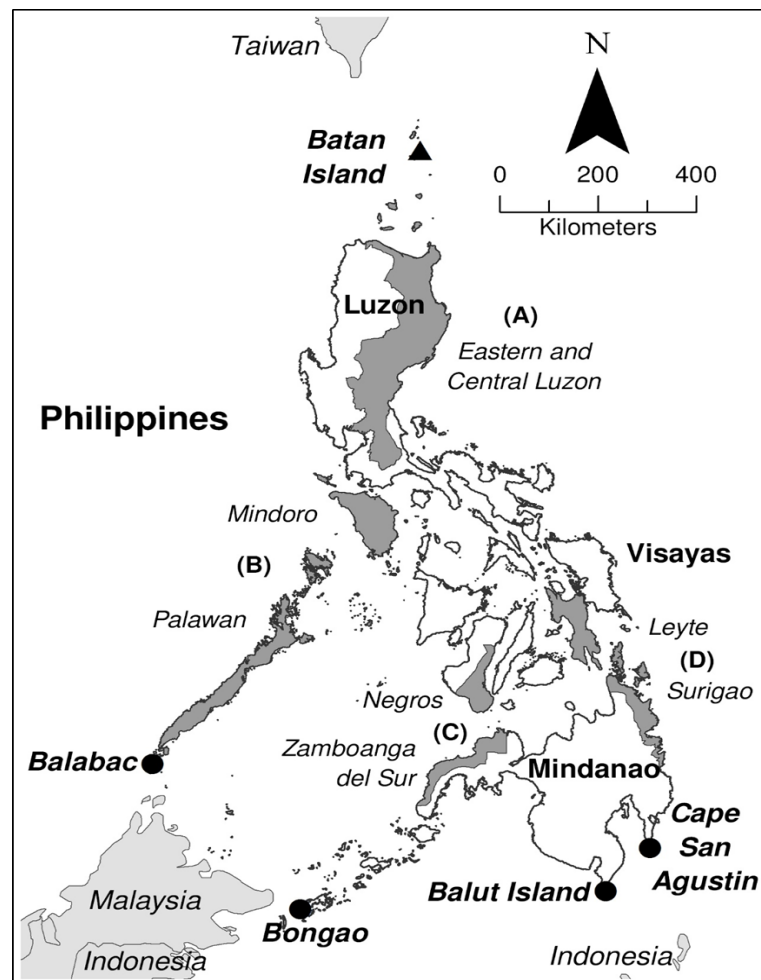 Taiwan
N
Batan
Island
0 200 400
Kilometers
Luzon
(A)
Eastern and
Central Luzon
Philippines
Mindoro
(B)
Visayas
Palawan
Leyte
(D)
Negros
Surigao
(C)
Zamboanga
del Sur
Balabac
Mindanao
Cape
San
Agustin
Malaysia
Balut Island
Bongao
Indonesia
Indonesia